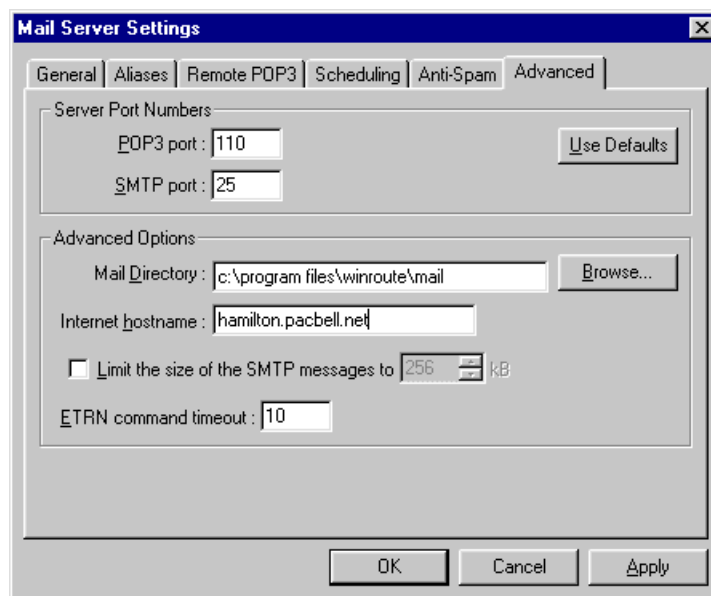 Mail Server Settings
General Aliases Remote POP3 Scheduling Anti-Spam Advanced
Server Port Numbers
POP3 port : 110
Use Defaults
SMTP port : 25
Advanced Options
Mail Directory : c:\program files\winroute\mail
Browse...
Internet hostname : hamilton.pacbell.net
Limit the size of the SMTP messages to 256 kB
ETRN command timeout : 10
OK Cancel Apply